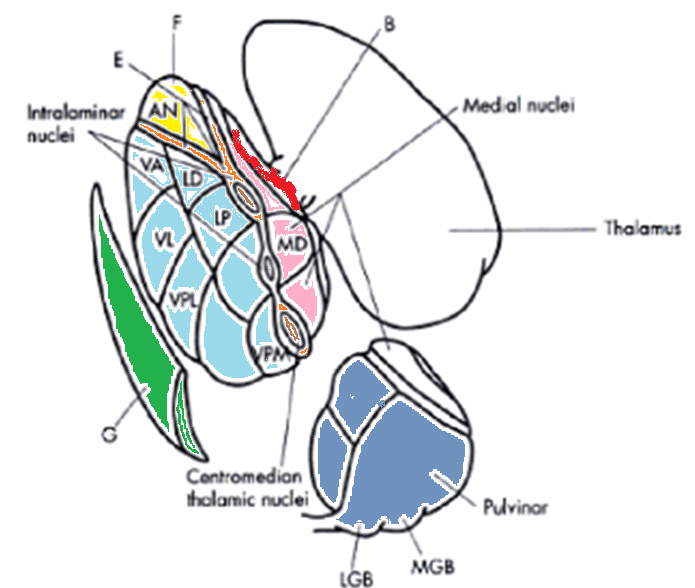 F
B
E
Intralaminar
nuclei
AN
Medial nuclei
VA
LD
LP
Thalamus
VL
MD
VPL
VPM
G
Centromedian
thalamic nuclei
Pulvinar
LGB
MGB